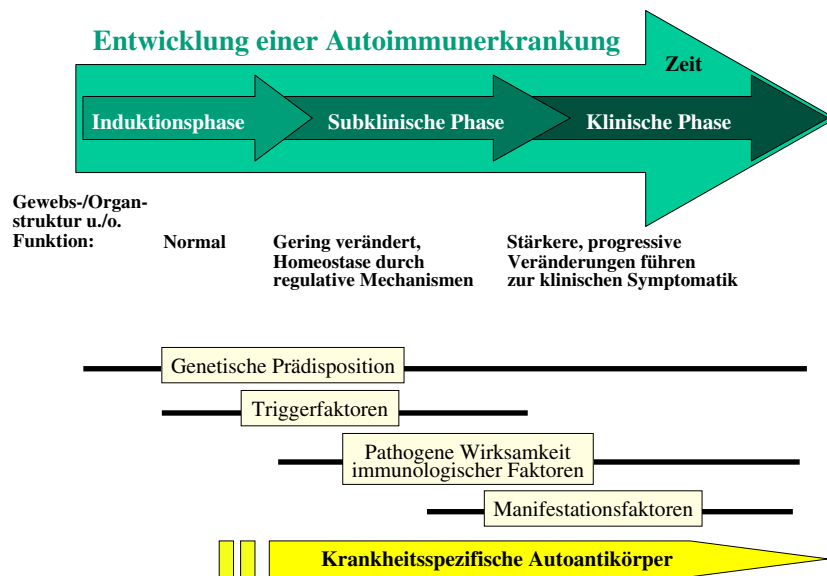 Entwicklung einer Autoimmunerkrankung
Zeit
Induktionsphase
Subklinische Phase
Klinische Phase
Gewebs-/Organ-
struktur u./o.
Funktion:
Normal
Gering verändert,
Homeostase durch
regulative Mechanismen
Stärkere, progressive
Veränderungen führen
zur klinischen Symptomatik
Genetische Prädisposition
Triggerfaktoren
Pathogene Wirksamkeit
immunologischer Faktoren
Manifestationsfaktoren
Krankheitsspezifische Autoantikörper